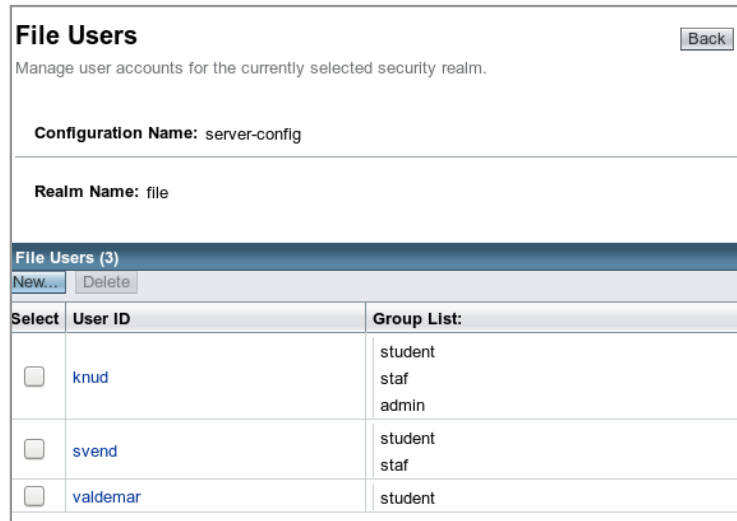 File Users
Back
Manage user accounts for the currently selected security realm.
Configuration Name: server-config
Realm Name: file
File Users (3)
New... Delete
Select User ID Group List:
knud
student
staf
admin
svend
student
staf
valdemar
student